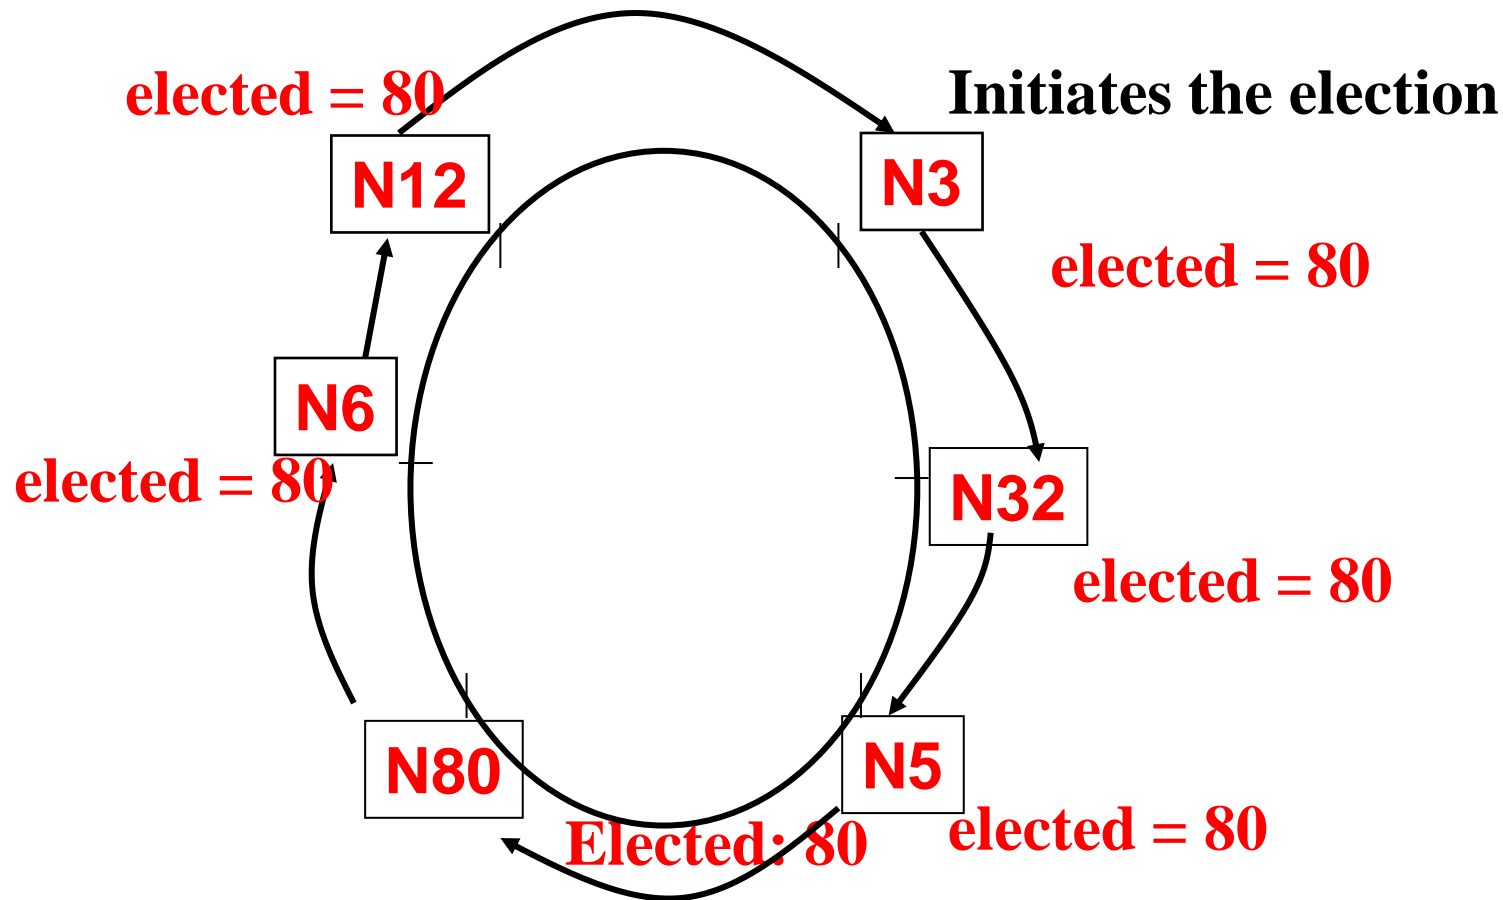 elected = 80
Initiates the election
N12
N3
elected = 80
N6
elected = 80
N32
elected = 80
N80
N5
Elected: 80
elected = 80